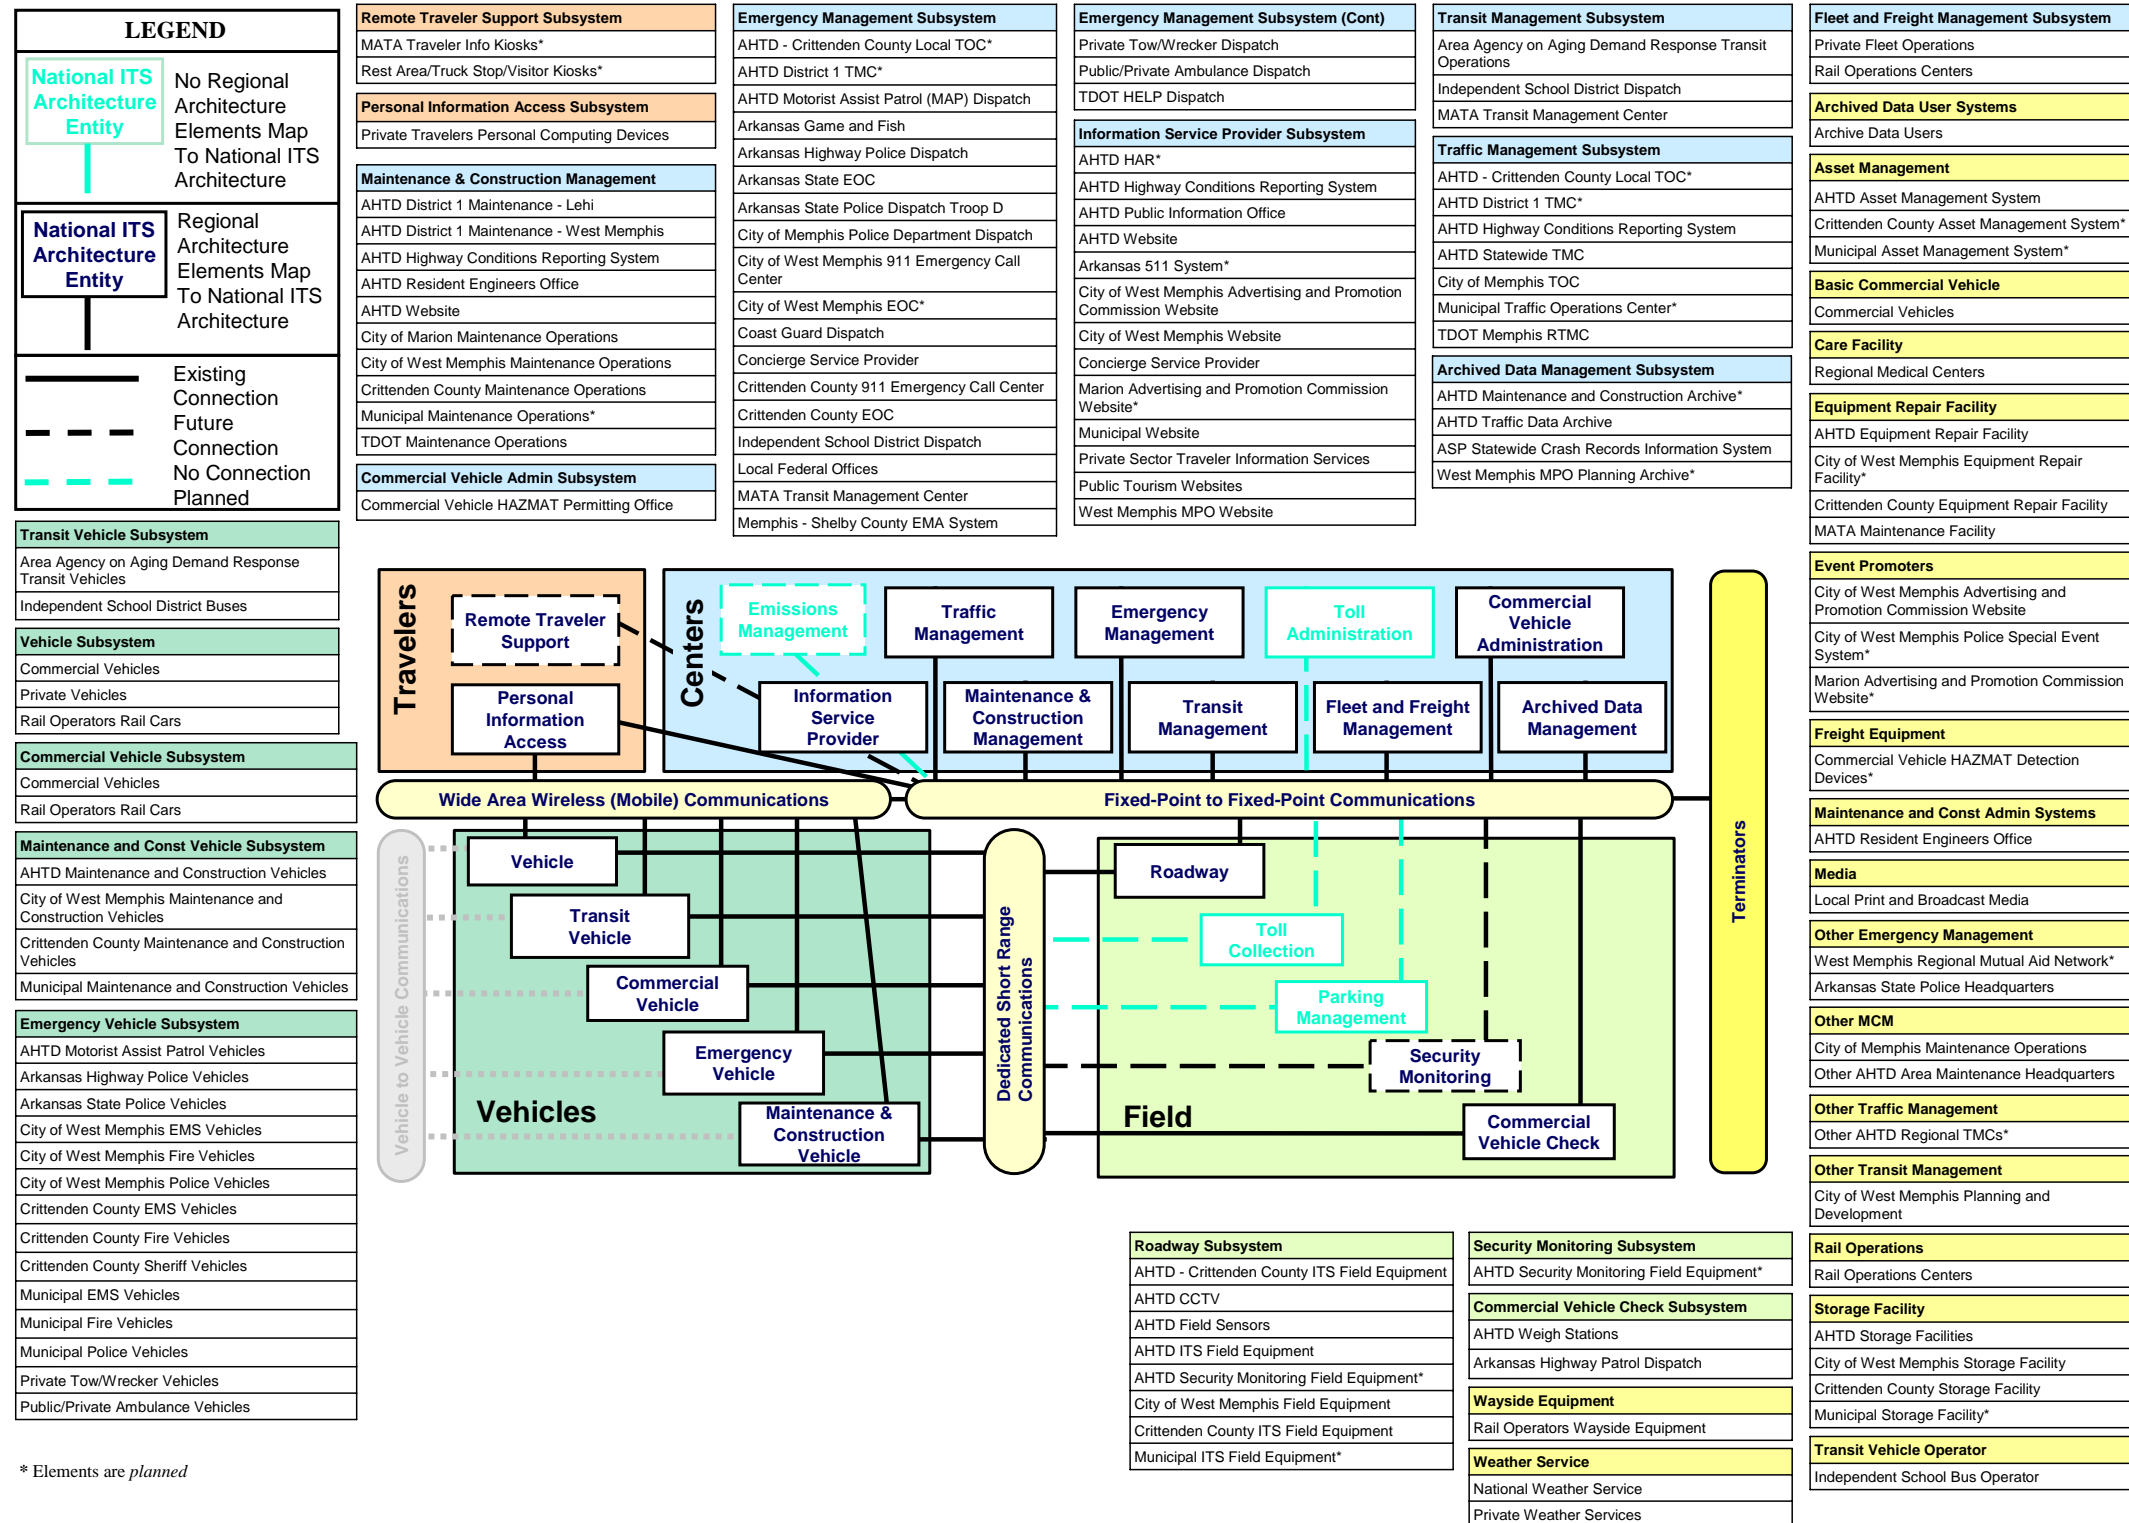 LEGEND
National ITS
Architecture
Entity
No Regional
Architecture
Elements Map
To National ITS
Architecture
National ITS
Architecture
Entity
Regional
Architecture
Elements Map
To National ITS
Architecture
Existing
Connection
Future
Connection
No Connection
Planned
Transit Vehicle Subsystem
Area Agency on Aging Demand Response
Transit Vehicles
Independent School District Buses
Vehicle Subsystem
Commercial Vehicles
Private Vehicles
Rail Operators Rail Cars
Commercial Vehicle Subsystem
Commercial Vehicles
Rail Operators Rail Cars
Maintenance and Const Vehicle Subsystem
AHTD Maintenance and Construction Vehicles
City of West Memphis Maintenance and
Construction Vehicles
Crittenden County Maintenance and Construction
Vehicles
Municipal Maintenance and Construction Vehicles
Emergency Vehicle Subsystem
AHTD Motorist Assist Patrol Vehicles
Arkansas Highway Police Vehicles
Arkansas State Police Vehicles
City of West Memphis EMS Vehicles
City of West Memphis Fire Vehicles
City of West Memphis Police Vehicles
Crittenden County EMS Vehicles
Crittenden County Fire Vehicles
Crittenden County Sheriff Vehicles
Municipal EMS Vehicles
Municipal Fire Vehicles
Municipal Police Vehicles
Private Tow/Wrecker Vehicles
Public/Private Ambulance Vehicles
* Elements are planned
Remote Traveler Support Subsystem
MATA Traveler Info Kiosks*
Rest Area/Truck Stop/Visitor Kiosks*
Personal Information Access Subsystem
Private Travelers Personal Computing Devices
Maintenance & Construction Management
AHTD District 1 Maintenance - Lehi
AHTD District 1 Maintenance - West Memphis
AHTD Highway Conditions Reporting System
AHTD Resident Engineers Office
AHTD Website
City of Marion Maintenance Operations
City of West Memphis Maintenance Operations
Crittenden County Maintenance Operations
Municipal Maintenance Operations*
TDOT Maintenance Operations
Commercial Vehicle Admin Subsystem
Commercial Vehicle HAZMAT Permitting Office
Emergency Management Subsystem
AHTD - Crittenden County Local TOC*
AHTD District 1 TMC*
AHTD Motorist Assist Patrol (MAP) Dispatch
Arkansas Game and Fish
Arkansas Highway Police Dispatch
Arkansas State EOC
Arkansas State Police Dispatch Troop D
City of Memphis Police Department Dispatch
City of West Memphis 911 Emergency Call
Center
City of West Memphis EOC*
Coast Guard Dispatch
Concierge Service Provider
Crittenden County 911 Emergency Call Center
Crittenden County EOC
Independent School District Dispatch
Local Federal Offices
MATA Transit Management Center
Memphis - Shelby County EMA System
Emergency Management Subsystem (Cont)
Private Tow/Wrecker Dispatch
Public/Private Ambulance Dispatch
TDOT HELP Dispatch
Information Service Provider Subsystem
AHTD HAR*
AHTD Highway Conditions Reporting System
AHTD Public Information Office
AHTD Website
Arkansas 511 System*
City of West Memphis Advertising and Promotion
Commission Website
City of West Memphis Website
Concierge Service Provider
Marion Advertising and Promotion Commission
Website*
Municipal Website
Private Sector Traveler Information Services
Public Tourism Websites
West Memphis MPO Website
Transit Management Subsystem
Area Agency on Aging Demand Response Transit
Operations
Independent School District Dispatch
MATA Transit Management Center
Traffic Management Subsystem
AHTD - Crittenden County Local TOC*
AHTD District 1 TMC*
AHTD Highway Conditions Reporting System
AHTD Statewide TMC
City of Memphis TOC
Municipal Traffic Operations Center*
TDOT Memphis RTMC
Archived Data Management Subsystem
AHTD Maintenance and Construction Archive*
AHTD Traffic Data Archive
ASP Statewide Crash Records Information System
West Memphis MPO Planning Archive*
Fleet and Freight Management Subsystem
Private Fleet Operations
Rail Operations Centers
Archived Data User Systems
Archive Data Users
Asset Management
AHTD Asset Management System
Crittenden County Asset Management System*
Municipal Asset Management System*
Basic Commercial Vehicle
Commercial Vehicles
Care Facility
Regional Medical Centers
Equipment Repair Facility
AHTD Equipment Repair Facility
City of West Memphis Equipment Repair
Facility*
Crittenden County Equipment Repair Facility
MATA Maintenance Facility
Event Promoters
City of West Memphis Advertising and
Promotion Commission Website
City of West Memphis Police Special Event
System*
Marion Advertising and Promotion Commission
Website*
Freight Equipment
Commercial Vehicle HAZMAT Detection
Devices*
Maintenance and Const Admin Systems
AHTD Resident Engineers Office
Media
Local Print and Broadcast Media
Other Emergency Management
West Memphis Regional Mutual Aid Network*
Arkansas State Police Headquarters
Other MCM
City of Memphis Maintenance Operations
Other AHTD Area Maintenance Headquarters
Other Traffic Management
Other AHTD Regional TMCs*
Other Transit Management
City of West Memphis Planning and
Development
Rail Operations
Rail Operations Centers
Storage Facility
AHTD Storage Facilities
City of West Memphis Storage Facility
Crittenden County Storage Facility
Municipal Storage Facility*
Transit Vehicle Operator
Independent School Bus Operator
Travelers
Remote Traveler
Support
Personal
Information
Access
Centers
Emissions
Management
Traffic
Management
Emergency
Management
Toll
Administration
Commercial
Vehicle
Administration
Information
Service
Provider
Maintenance &
Construction
Management
Transit
Management
Fleet and Freight
Management
Archived Data
Management
Wide Area Wireless (Mobile) Communications
Fixed-Point to Fixed-Point Communications
Terminators
Vehicle to Vehicle Communications
Vehicle
Transit
Vehicle
Commercial
Vehicle
Emergency
Vehicle
Maintenance &
Construction
Vehicle
Vehicles
Dedicated Short Range
Communications
Roadway
Toll
Collection
Parking
Management
Security
Monitoring
Commercial
Vehicle Check
Field
Roadway Subsystem
AHTD - Crittenden County ITS Field Equipment
AHTD CCTV
AHTD Field Sensors
AHTD ITS Field Equipment
AHTD Security Monitoring Field Equipment*
City of West Memphis Field Equipment
Crittenden County ITS Field Equipment
Municipal ITS Field Equipment*
Security Monitoring Subsystem
AHTD Security Monitoring Field Equipment*
Commercial Vehicle Check Subsystem
AHTD Weigh Stations
Arkansas Highway Patrol Dispatch
Wayside Equipment
Rail Operators Wayside Equipment
Weather Service
National Weather Service
Private Weather Services